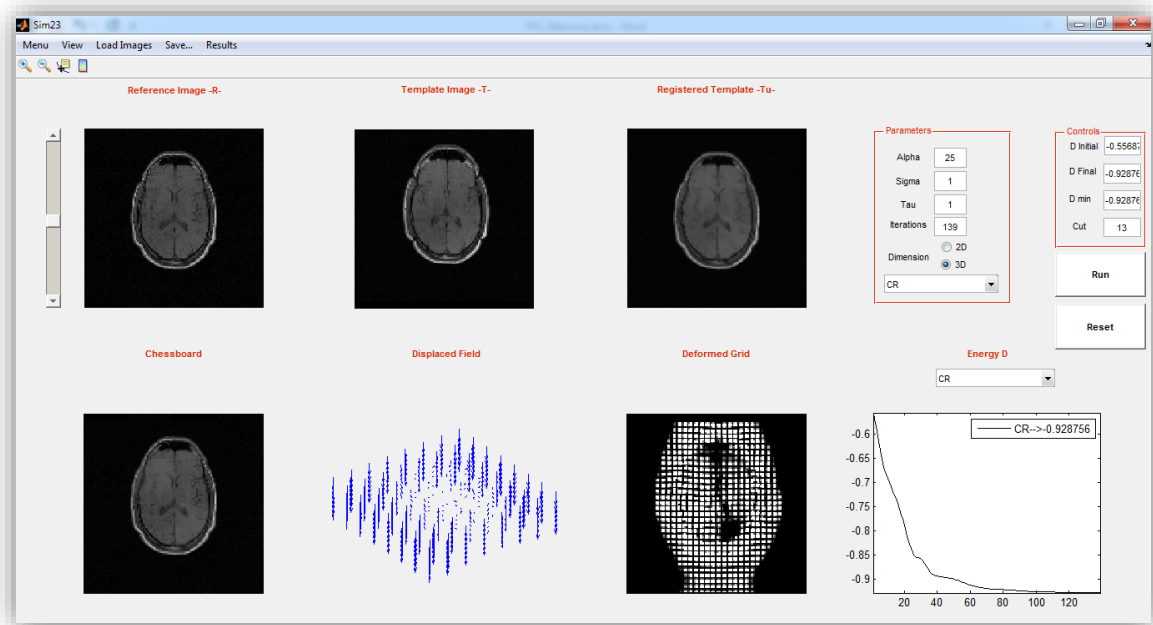 Sim23
Menu View Load Images Save... Results
Reference Image -R-
Template Image -T-
Registered Template -Tu-
Parameters
Alpha 25
Sigma 1
Tau 1
Iterations 139
Dimension
2D
3D
CR
Controls
D Initial -0.5568
D Final -0.92876
D min -0.92876
Cut 13
Run
Reset
Chessboard
Displaced Field
Deformed Grid
Energy D
CR
CR-->-0.928756
-0.6
-0.65
-0.7
-0.75
-0.8
-0.85
-0.9
20 40 60 80 100 120